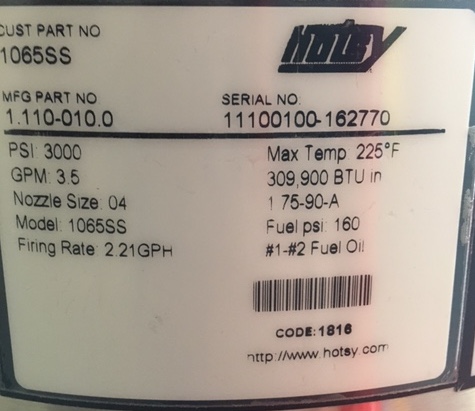 CUST PART NO
1065SS
HOTSY
MFG PART NO
1.110-010.0
SERIAL NO:
11100100-162770
PSI: 3000
GPM: 3.5
Nozzle Size: 04
Model: 1065SS
Firing Rate: 2.21GPH
Max Temp: 225°F
309,900 BTU in
1.75-90-A
Fuel psi: 160
#1-#2 Fuel Oil
CODE:1816
http://www.hotsy.com